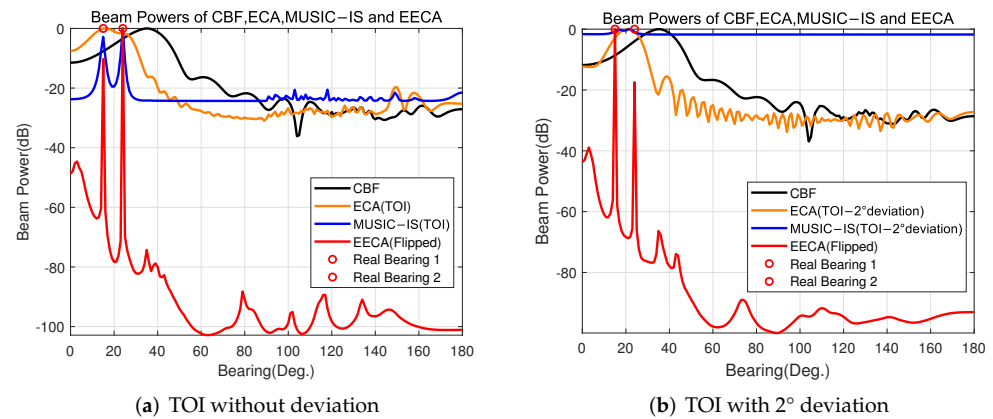 Beam Powers of CBF,ECA,MUSIC−IS and EECA
0
-20
-40
-60
-80
-100
Beam Power(dB)
CBF
ECA(TOI)
MUSIC−IS(TOI)
EECA(Flipped)
Real Bearing 1
Real Bearing 2
0 20 40 60 80 100 120 140 160 180
Bearing(Deg.)
(a) TOI without deviation
Beam Powers of CBF,ECA,MUSIC−IS and EECA
0
-20
-40
-60
-80
Beam Power(dB)
CBF
ECA(TOI−2°deviation)
MUSIC−IS(TOI−2°deviation)
EECA(Flipped)
Real Bearing 1
Real Bearing 2
0 20 40 60 80 100 120 140 160 180
Bearing(Deg.)
(b) TOI with 2° deviation